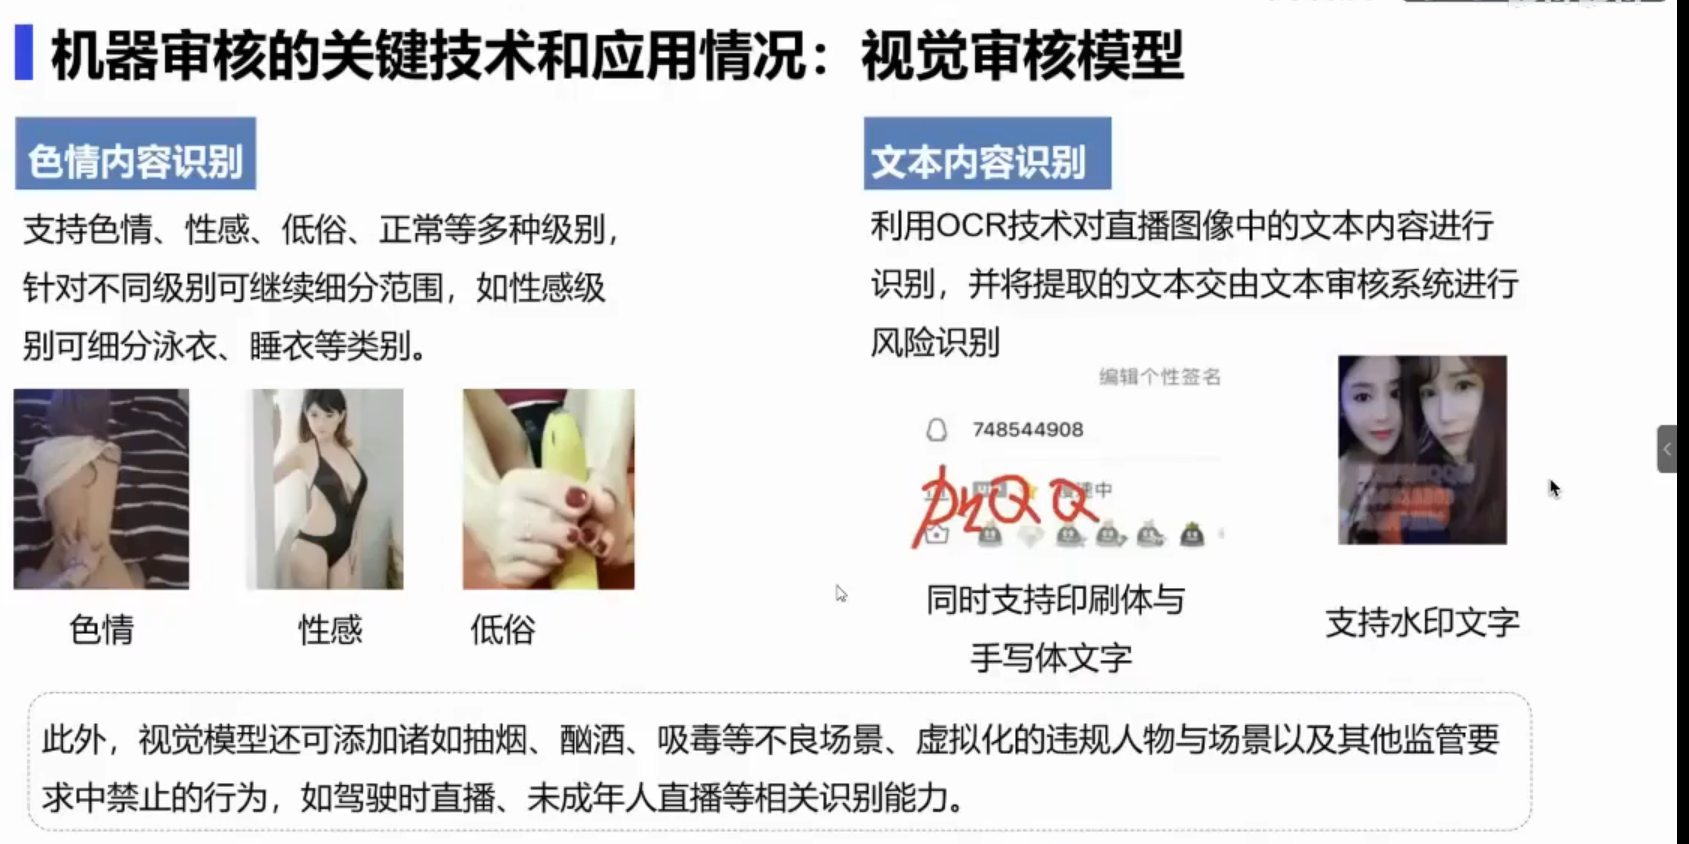 机器审核的关键技术和应用情况：视觉审核模型
色情内容识别
支持色情、性感、低俗、正常等多种级别，
针对不同级别可继续细分范围，如性感级
别可细分泳衣、睡衣等类别。
色情
性感
低俗
文本内容识别
利用OCR技术对直播图像中的文本内容进行
识别，并将提取的文本交由文本审核系统进行
风险识别
编辑个性签名
748544908
加QQ
速中
同时支持印刷体与
手写体文字
支持水印文字
此外，视觉模型还可添加诸如抽烟、酗酒、吸毒等不良场景、虚拟化的违规人物与场景以及其他监管要
求中禁止的行为，如驾驶时直播、未成年人直播等相关识别能力。